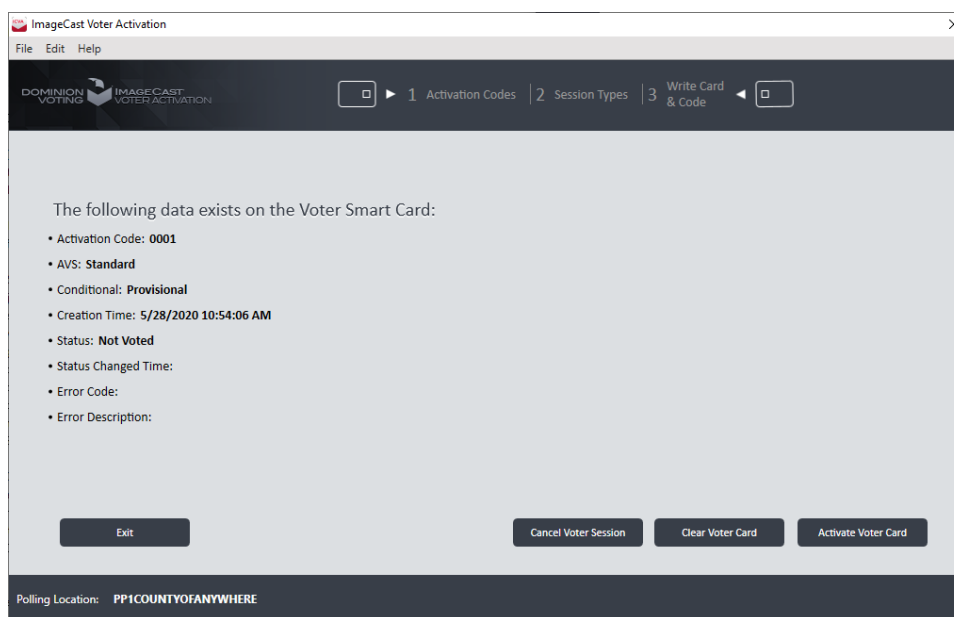 ImageCast Voter Activation
File Edit Help
DOMINION VOTING IMAGECAST VOTER ACTIVATION
1 Activation Codes 2 Session Types 3 Write Card & Code
The following data exists on the Voter Smart Card:
• Activation Code: 0001
• AVS: Standard
• Conditional: Provisional
• Creation Time: 5/28/2020 10:54:06 AM
• Status: Not Voted
• Status Changed Time:
• Error Code:
• Error Description:
Exit Cancel Voter Session Clear Voter Card Activate Voter Card
Polling Location: PP1COUNTYOFANYWHERE